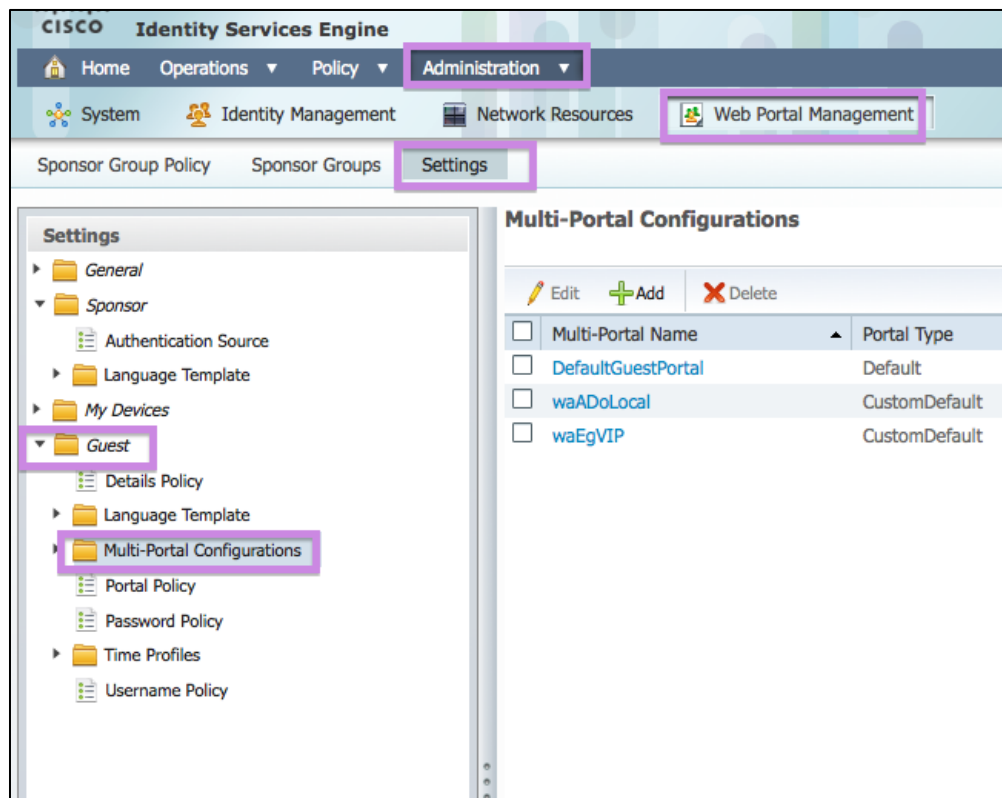 CISCO Identity Services Engine
Home Operations Policy Administration
System Identity Management Network Resources Web Portal Management
Sponsor Group Policy Sponsor Groups Settings
Settings
General
Sponsor
Authentication Source
Language Template
My Devices
Guest
Details Policy
Language Template
Multi-Portal Configurations
Portal Policy
Password Policy
Time Profiles
Username Policy
Multi-Portal Configurations
Edit Add Delete
Multi-Portal Name Portal Type
DefaultGuestPortal Default
waADoLocal CustomDefault
waEgVIP CustomDefault